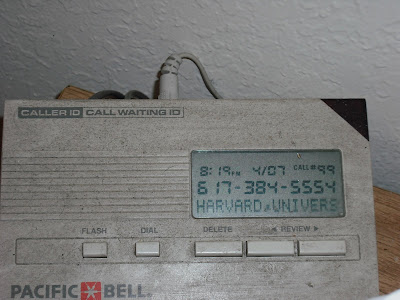 CALLER ID CALL WAITING ID
8:19PM 4/07 CALL#99
617-384-5554
HARVARD UNIVERS
FLASH DIAL DELETE ◄ REVIEW ►
PACIFIC BELL®